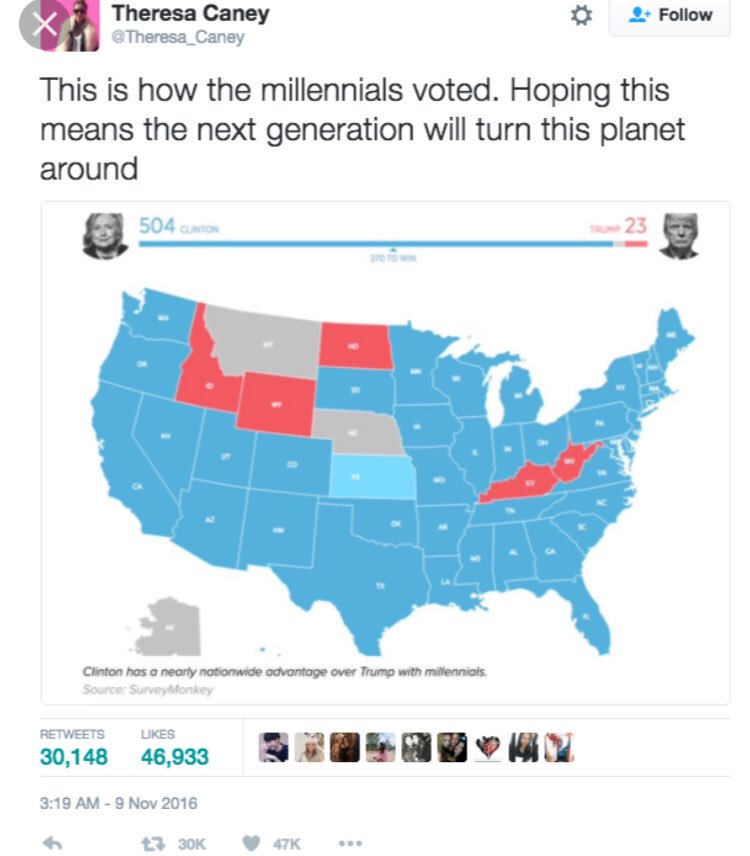 Theresa Caney
@Theresa_Caney
Follow
This is how the millennials voted. Hoping this
means the next generation will turn this planet
around
504 CLINTON
TRUMP 23
270 TO WIN
WA
MT
ND
ME
OR
ID
MN
VT NH
SD
WI
NY
MA
WY
MI
CT
IA
PA
NE
NV
IL
IN
OH
UT
CO
WV
KS
MO
VA
CA
KY
NC
TN
AZ
NM
OK
AR
SC
MS
AL
GA
TX
LA
FL
AK
Clinton has a nearly nationwide advantage over Trump with millennials.
Source: SurveyMonkey
RETWEETS
LIKES
30,148
46,933
3:19 AM - 9 Nov 2016
30K
47K